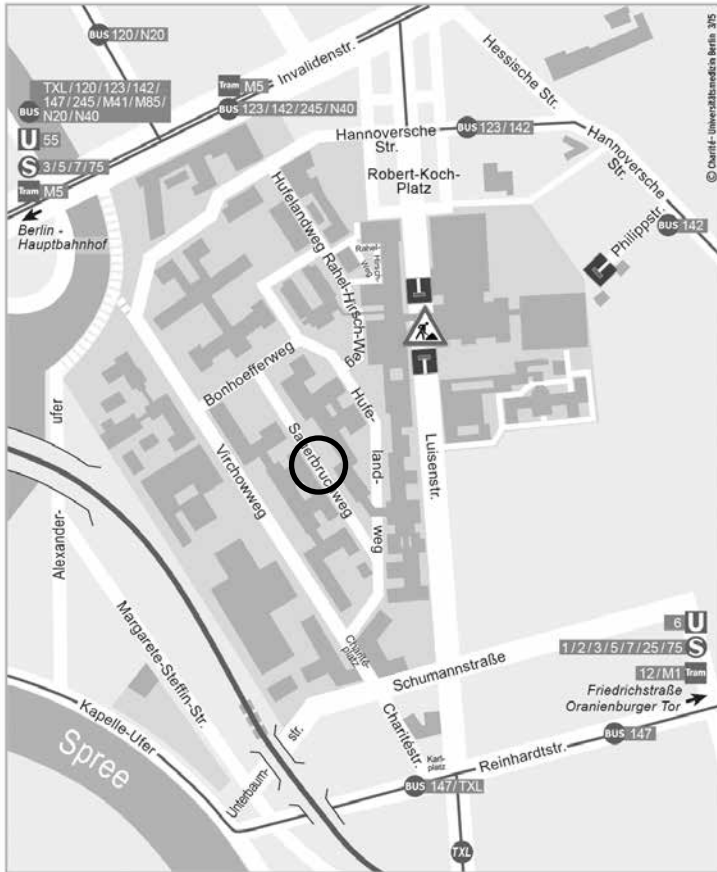 BUS 120/N20
TXL/120/123/142/
BUS 147/245/M41/M85/
N20/N40
U 55
S 3/5/7/75
Tram M5
Berlin -
Hauptbahnhof
Tram M5
Invalidenstr.
BUS 123/142/245/N40
Hessische Str.
© Charité - Universitätsmedizin Berlin 3/15
Hannoversche
Str.
BUS 123/142
Hannoversche
Str.
Robert-Koch-
Platz
Philippstr.
BUS 142
Hufelandweg
Rahel-
Hirsch-
Weg
Rahel-Hirsch-Weg
Bonhoefferweg
Hufe-
land-
weg
Sauerbruchweg
Virchowweg
Luisenstr.
Alexander-
ufer
Margarete-Steffin-Str.
Charité-
platz
6 U
1/2/3/5/7/25/75 S
12/M1 Tram
Friedrichstraße
Oranienburger Tor
Schumannstraße
Kapelle-Ufer
Spree
Unterbaum-
str.
Charitéstr.
Karl-
platz
Reinhardtstr.
BUS 147
BUS 147/TXL
TXL